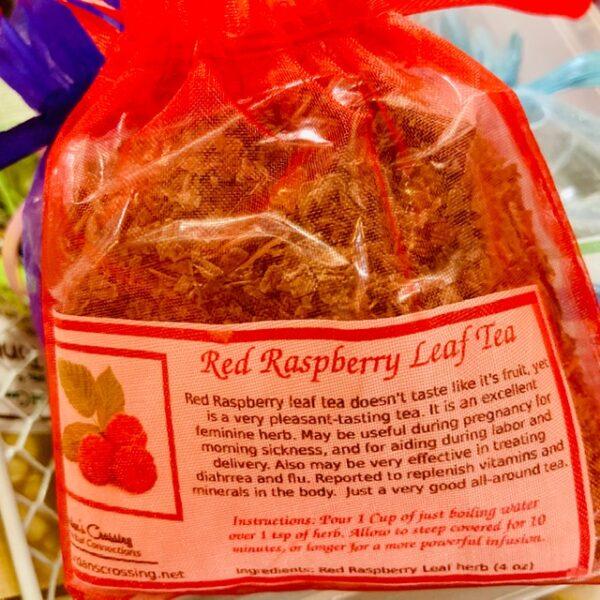 Red Raspberry Leaf Tea
Red Raspberry leaf tea doesn't taste like it's fruit, yet
is a very pleasant-tasting tea. It is an excellent
feminine herb. May be useful during pregnancy for
morning sickness, and for aiding during labor and
delivery. Also may be very effective in treating
diahrrea and flu. Reported to replenish vitamins and
minerals in the body. Just a very good all-around tea.
Instructions: Pour 1 Cup of just boiling water
over 1 tsp of herb. Allow to steep covered for 10
minutes, or longer for a more powerful infusion.
Crossing
Connections
Ingredients: Red Raspberry Leaf herb (4 oz)